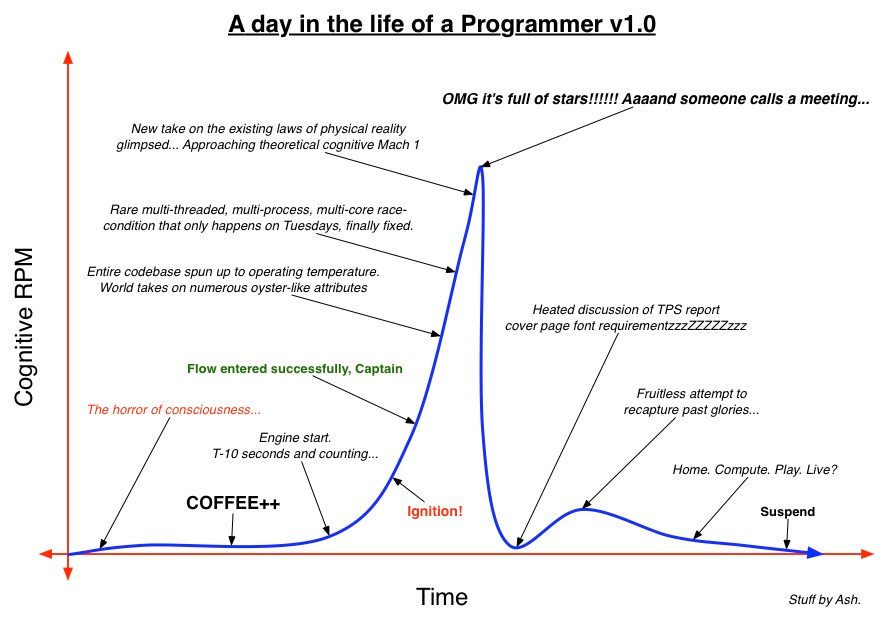 A day in the life of a Programmer v1.0
OMG it's full of stars!!!!!! Aaaand someone calls a meeting...
New take on the existing laws of physical reality
glimpsed... Approaching theoretical cognitive Mach 1
Rare multi-threaded, multi-process, multi-core race-
condition that only happens on Tuesdays, finally fixed.
Entire codebase spun up to operating temperature.
World takes on numerous oyster-like attributes
Heated discussion of TPS report
cover page font requirementzzzZZZZZzzz
Flow entered successfully, Captain
Fruitless attempt to
recapture past glories...
The horror of consciousness...
Engine start.
T-10 seconds and counting...
Home. Compute. Play. Live?
COFFEE++
Ignition!
Suspend
Cognitive RPM
Time
Stuff by Ash.